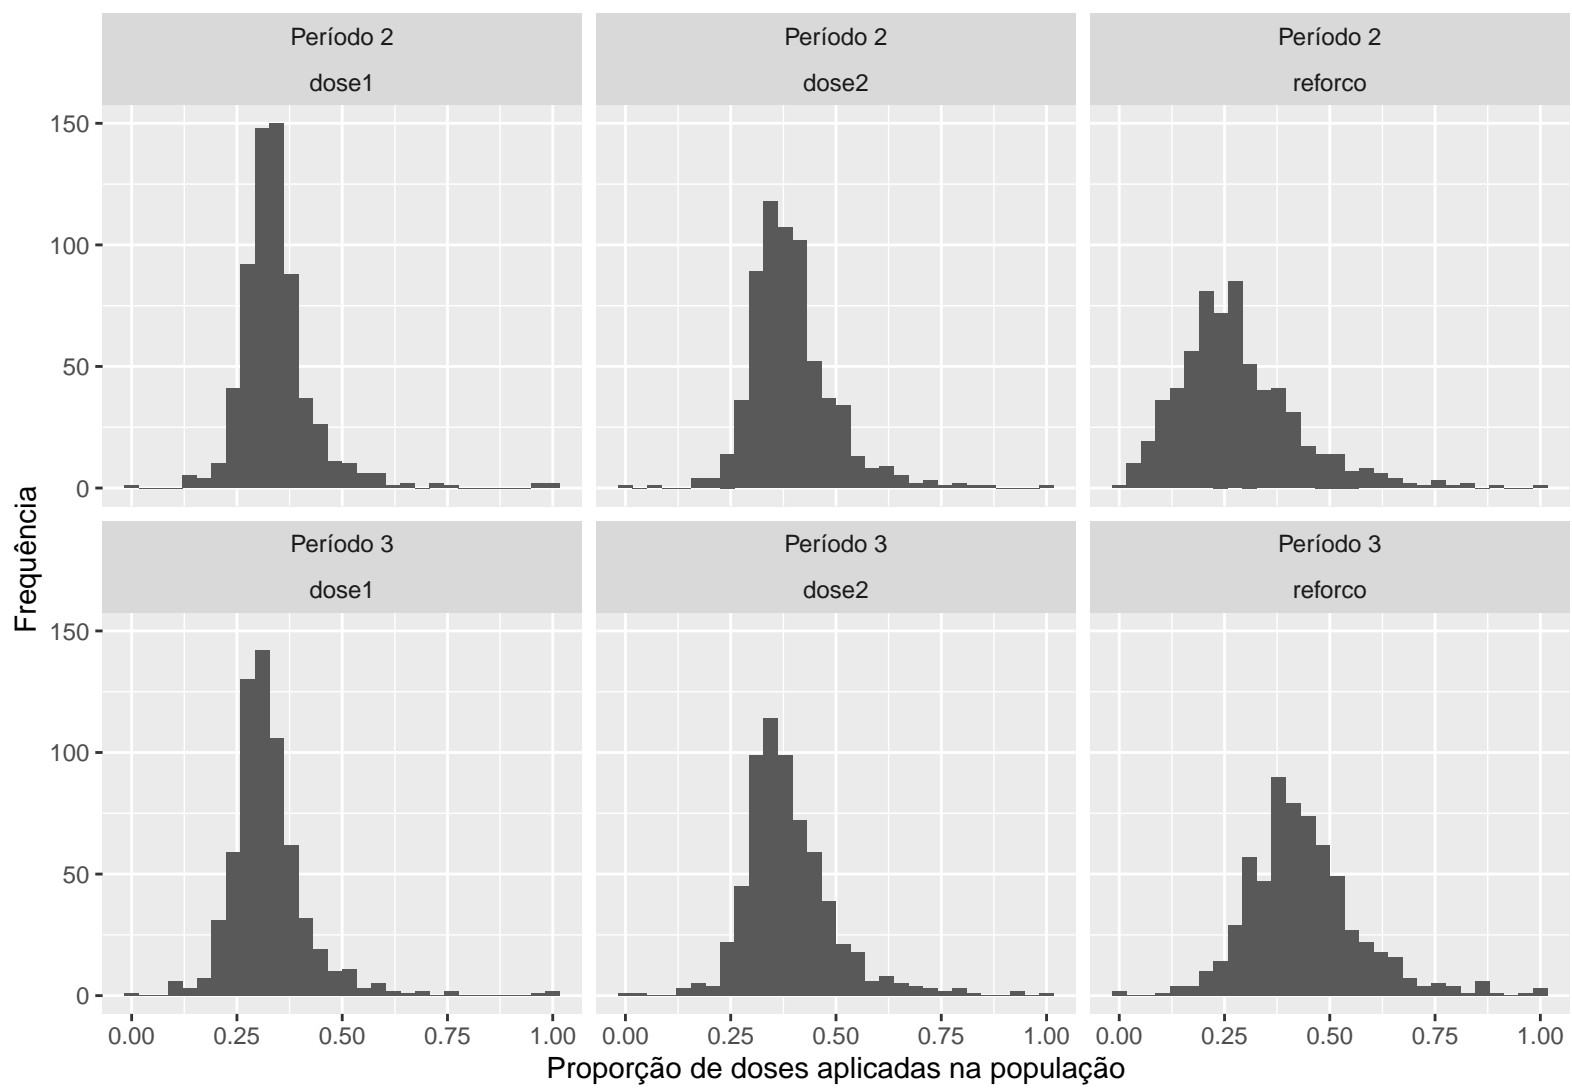 Período 2
dose1
Período 2
dose2
Período 2
reforco
150
100
50
0
Período 3
dose1
Período 3
dose2
Período 3
reforco
150
100
50
0
0.00 0.25 0.50 0.75 1.00 0.00 0.25 0.50 0.75 1.00 0.00 0.25 0.50 0.75 1.00
Proporção de doses aplicadas na população
Frequência